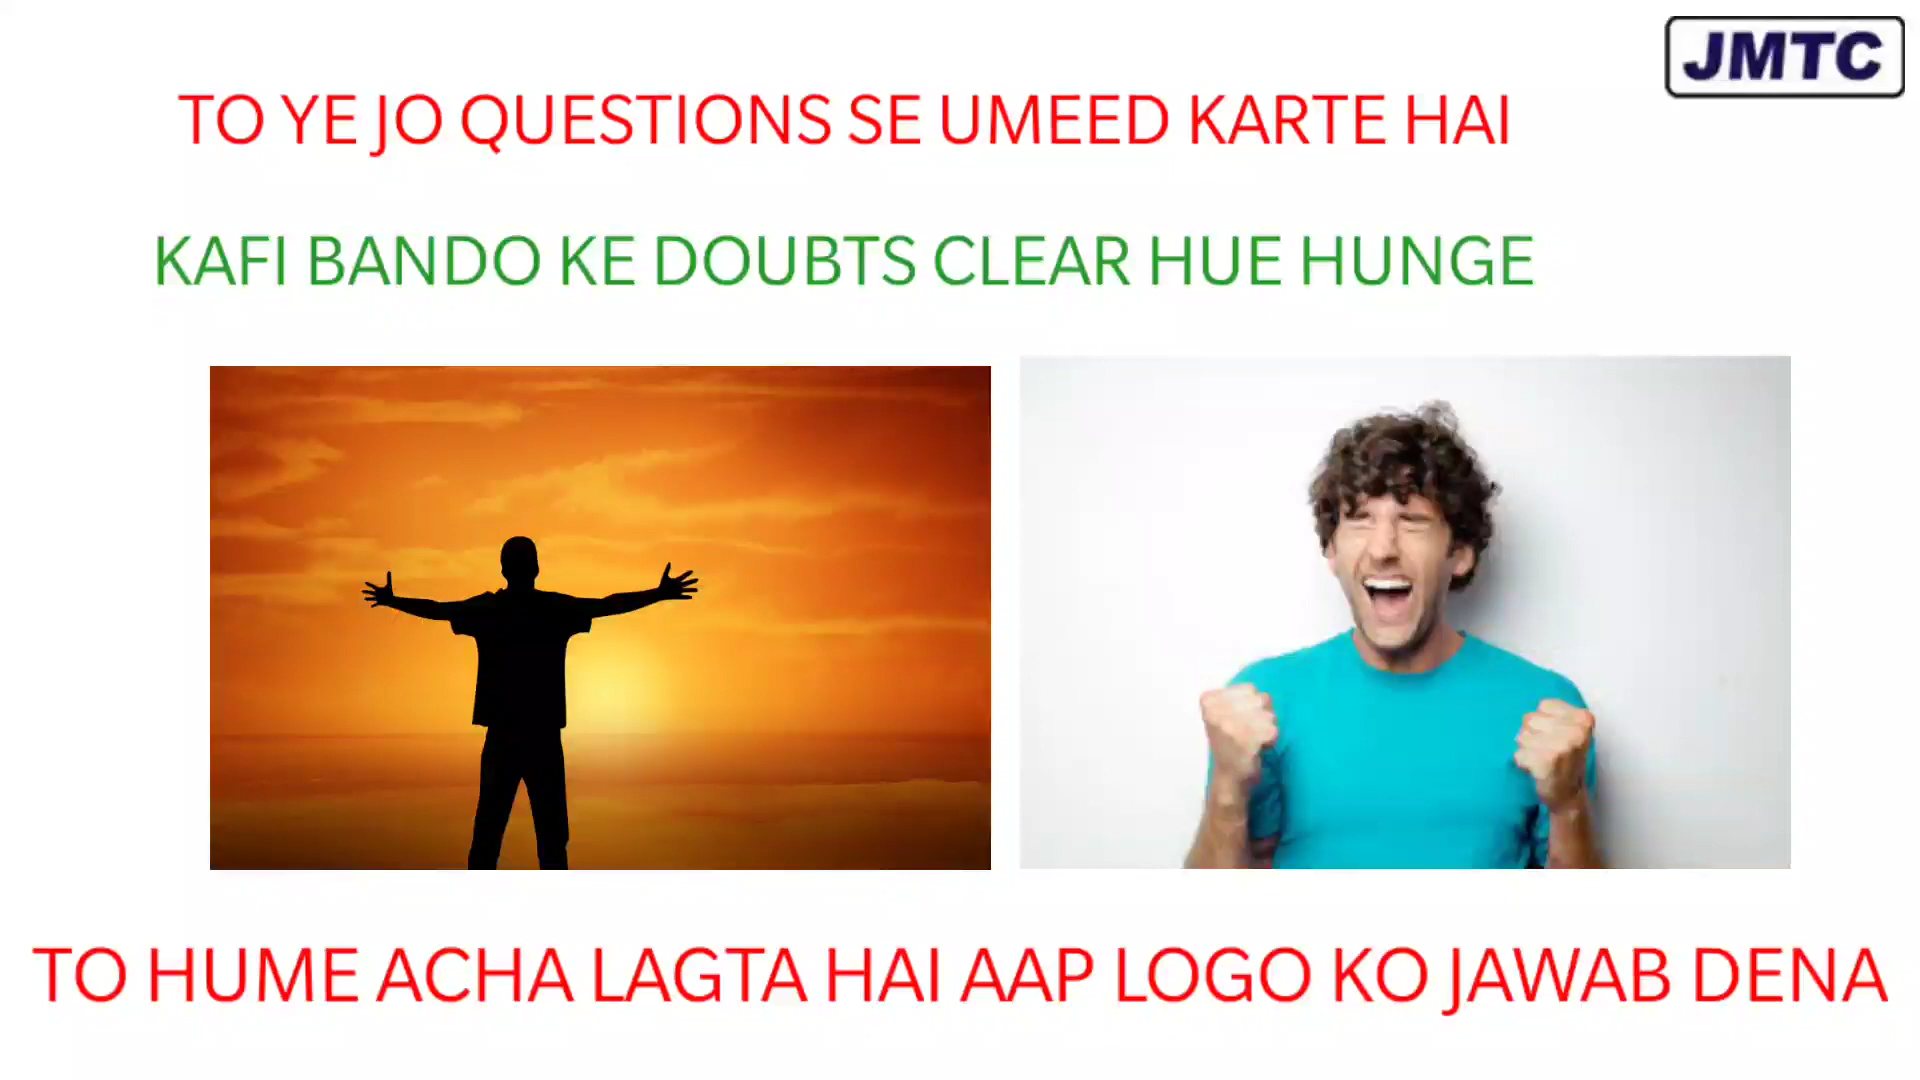 JMTC
TO YE JO QUESTIONS SE UMEED KARTE HAI
KAFI BANDO KE DOUBTS CLEAR HUE HUNGE
TO HUME ACHA LAGTA HAI AAP LOGO KO JAWAB DENA